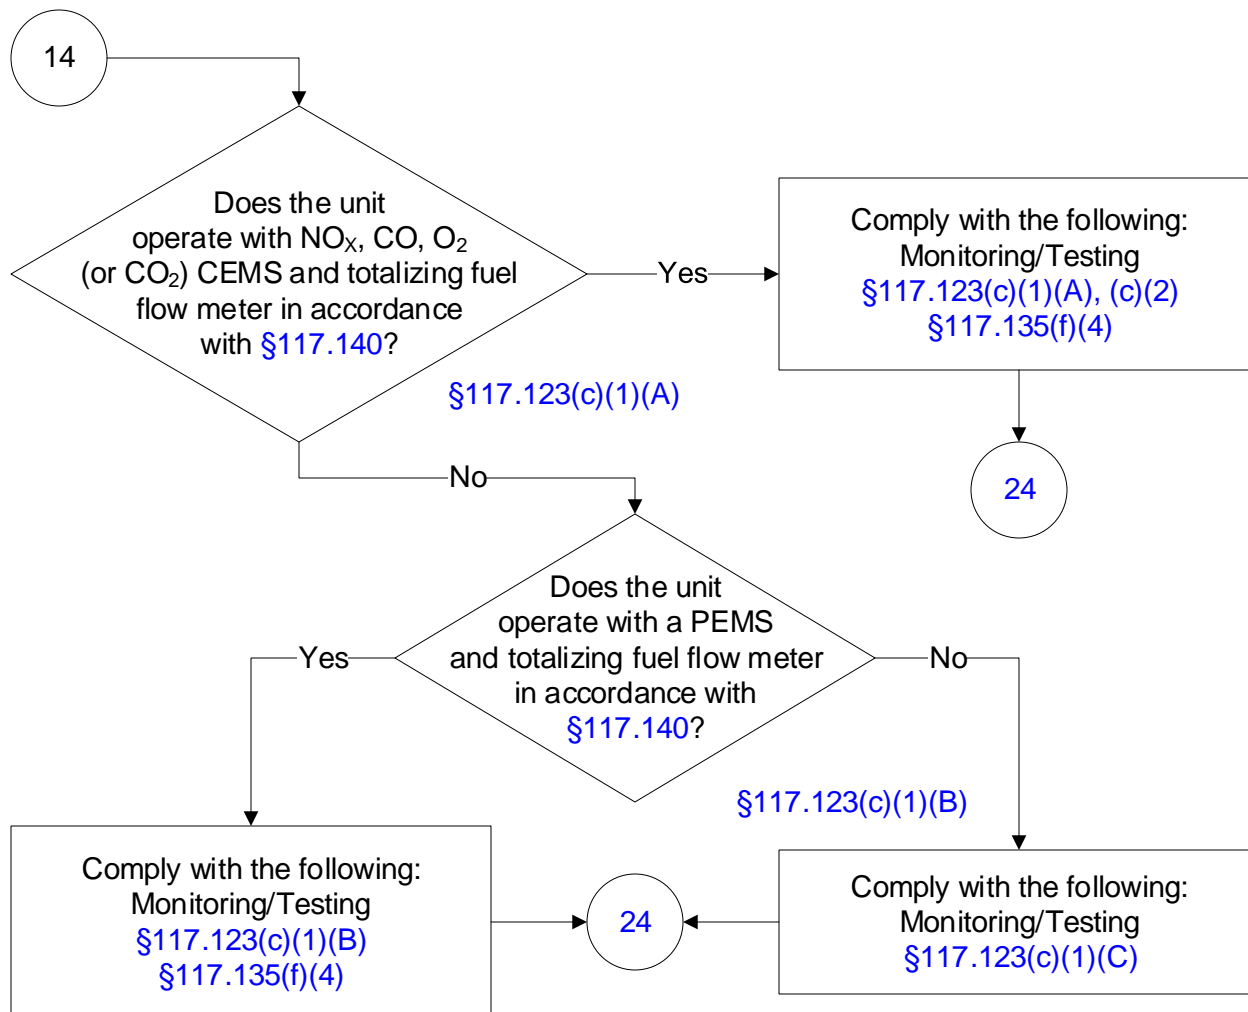 14
Does the unit
operate with NOX, CO, O2
(or CO2) CEMS and totalizing fuel
flow meter in accordance
with §117.140?
Yes
Comply with the following:
Monitoring/Testing
§117.123(c)(1)(A), (c)(2)
§117.135(f)(4)
§117.123(c)(1)(A)
24
No
Does the unit
operate with a PEMS
and totalizing fuel flow meter
in accordance with
§117.140?
Yes
No
§117.123(c)(1)(B)
Comply with the following:
Monitoring/Testing
§117.123(c)(1)(B)
§117.135(f)(4)
24
Comply with the following:
Monitoring/Testing
§117.123(c)(1)(C)